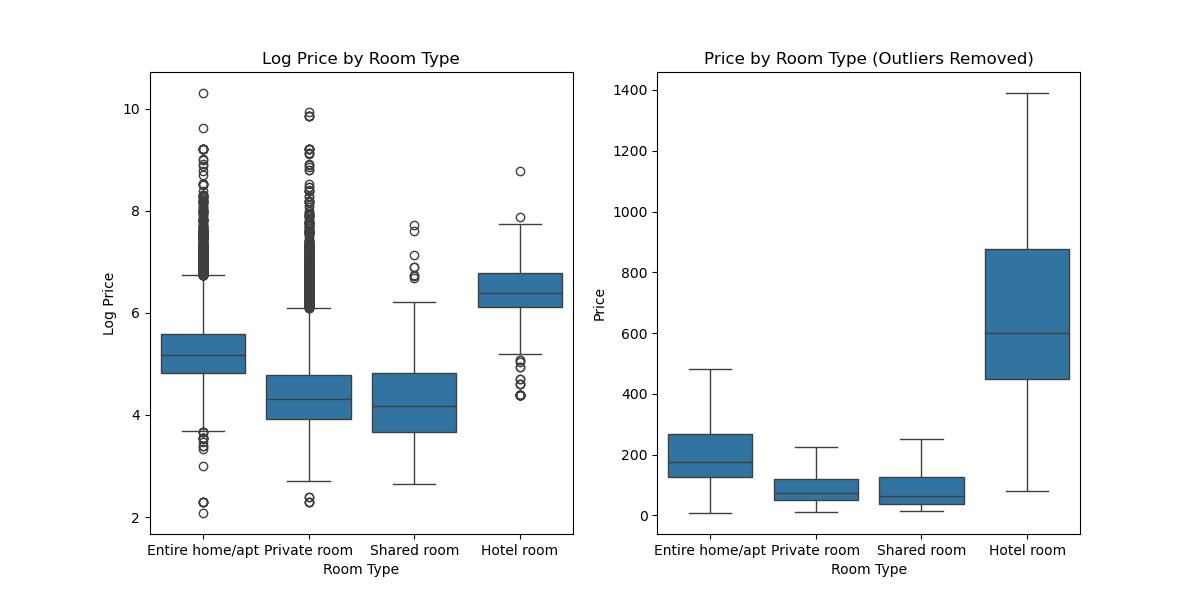 Log Price by Room Type
Log Price
10
8
6
4
2
Entire home/apt Private room Shared room Hotel room
Room Type
Price by Room Type (Outliers Removed)
Price
1400
1200
1000
800
600
400
200
0
Entire home/apt Private room Shared room Hotel room
Room Type